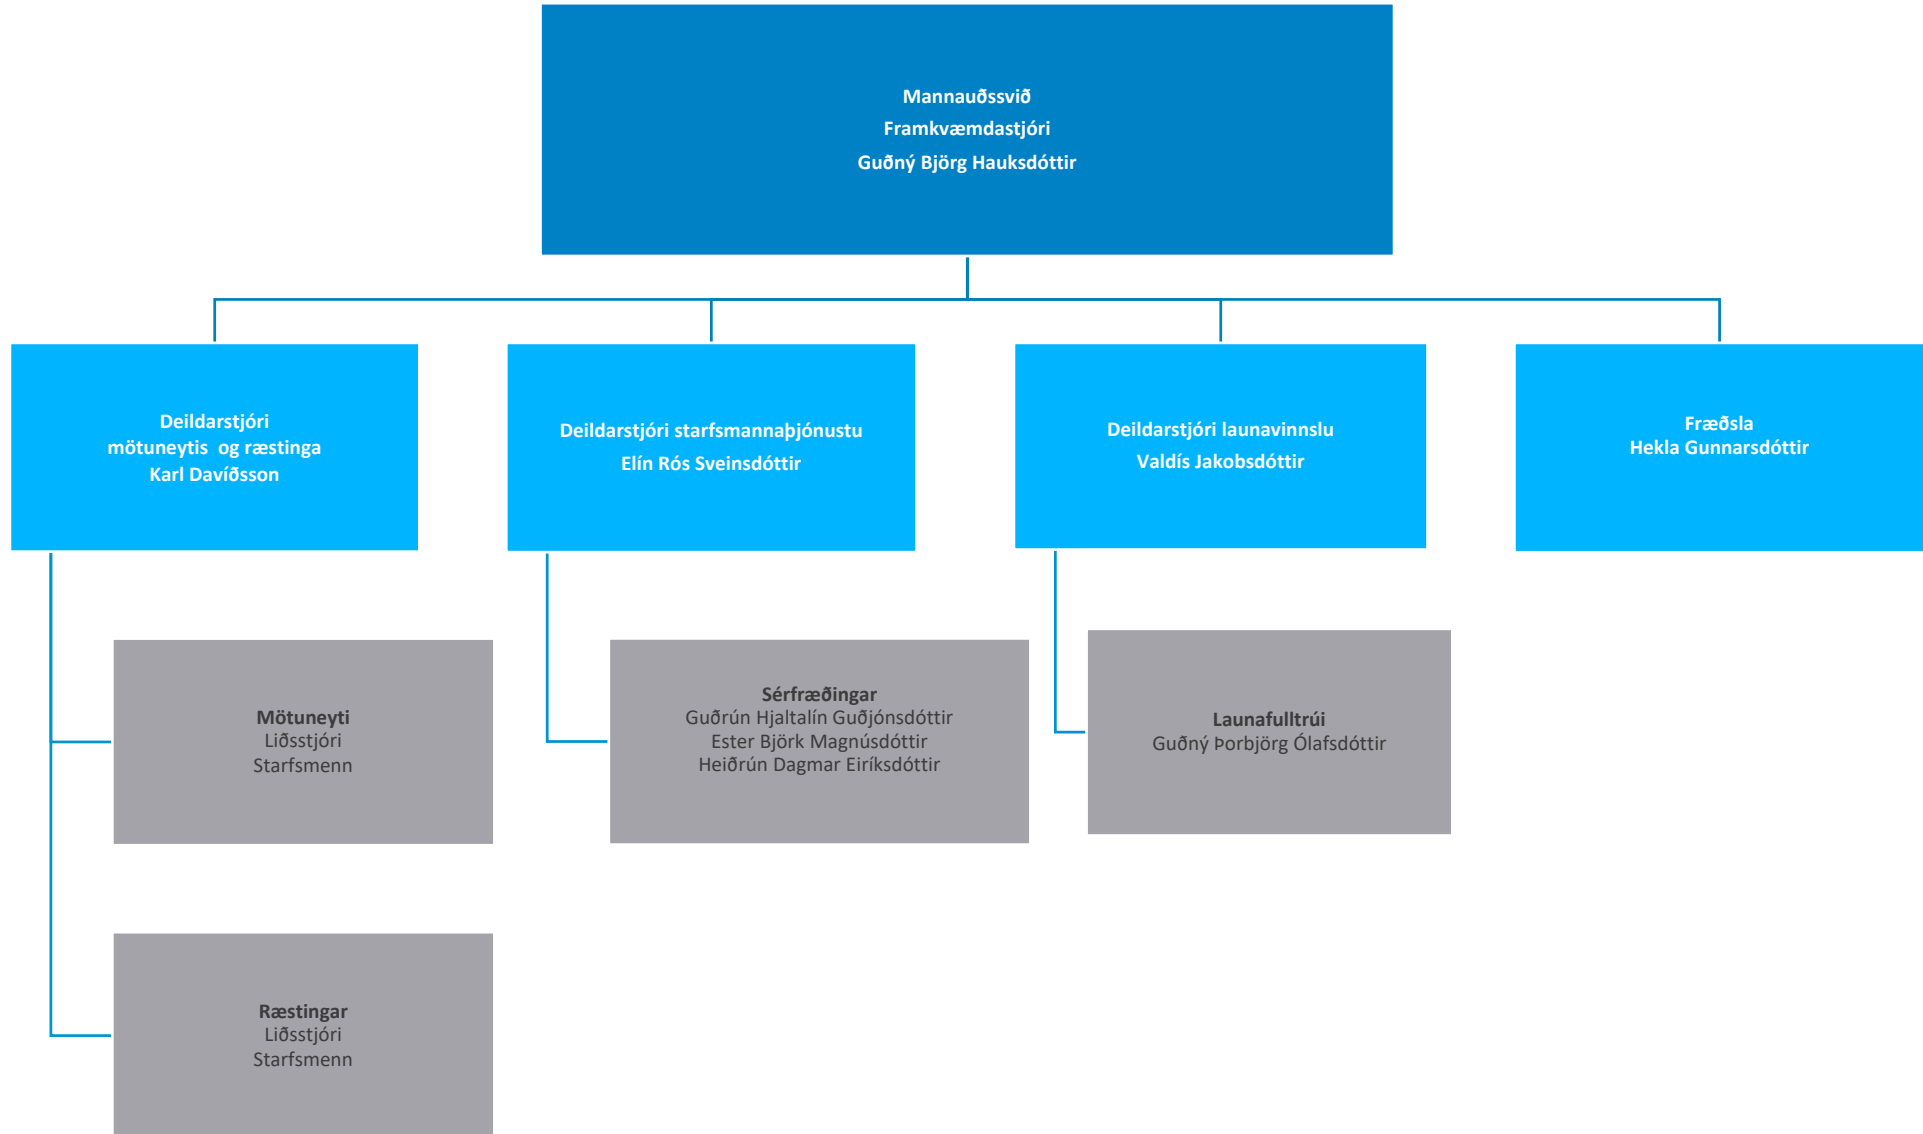 Mannauðssvið
Framkvæmdastjóri
Guðný Björg Hauksdóttir
Deildarstjóri
mötuneytis og ræstinga
Karl Davíðsson
Deildarstjóri starfsmannaþjónustu
Elín Rós Sveinsdóttir
Deildarstjóri launavinnslu
Valdís Jakobsdóttir
Fræðsla
Hekla Gunnarsdóttir
Mötuneyti
Liðsstjóri
Starfsmenn
Sérfræðingar
Guðrún Hjaltalín Guðjónsdóttir
Ester Björk Magnúsdóttir
Heiðrún Dagmar Eiríksdóttir
Launafulltrúi
Guðný Þorbjörg Ólafsdóttir
Ræstingar
Liðsstjóri
Starfsmenn